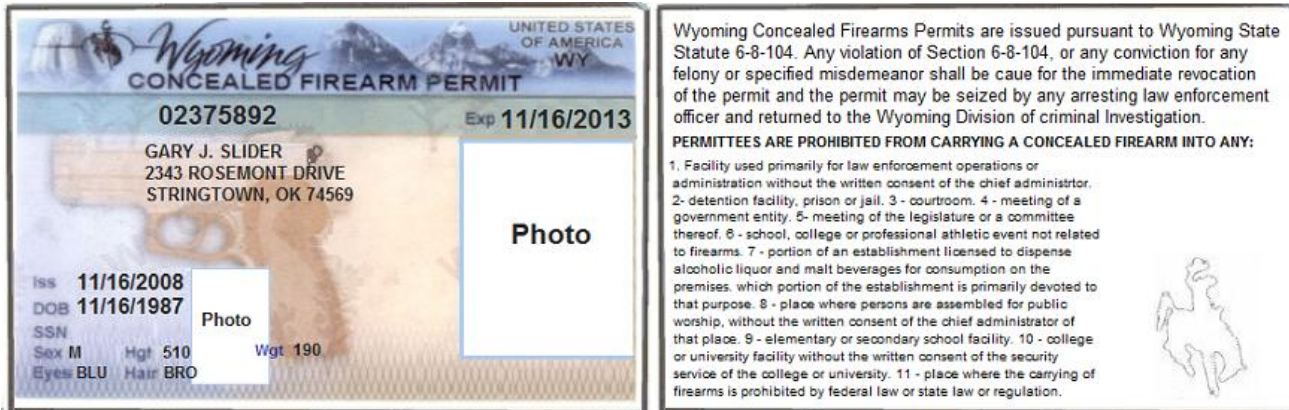 Wyoming
UNITED STATES
OF AMERICA
WY
CONCEALED FIREARM PERMIT
02375892
Exp 11/16/2013
GARY J. SLIDER
2343 ROSEMONT DRIVE
STRINGTOWN, OK 74569
Photo
Iss 11/16/2008
DOB 11/16/1987
Photo
SSN
Sex M Hgt 510 Wgt 190
Eyes BLU Hair BRO
Wyoming Concealed Firearms Permits are issued pursuant to Wyoming State
Statute 6-8-104. Any violation of Section 6-8-104, or any conviction for any
felony or specified misdemeanor shall be caue for the immediate revocation
of the permit and the permit may be seized by any arresting law enforcement
officer and returned to the Wyoming Division of criminal Investigation.
PERMITTEES ARE PROHIBITED FROM CARRYING A CONCEALED FIREARM INTO ANY:
1. Facility used primarily for law enforcement operations or
administration without the written consent of the chief administrtor.
2- detention facility, prison or jail. 3 - courtroom. 4 - meeting of a
government entity. 5- meeting of the legislature or a committee
thereof. 6 - school, college or professional athletic event not related
to firearms. 7 - portion of an establishment licensed to dispense
alcoholic liquor and malt beverages for consumption on the
premises. which portion of the establishment is primarily devoted to
that purpose. 8 - place where persons are assembled for public
worship, without the written consent of the chief administrator of
that place. 9 - elementary or secondary school facility. 10 - college
or university facility without the written consent of the security
service of the college or university. 11 - place where the carrying of
firearms is prohibited by federal law or state law or regulation.